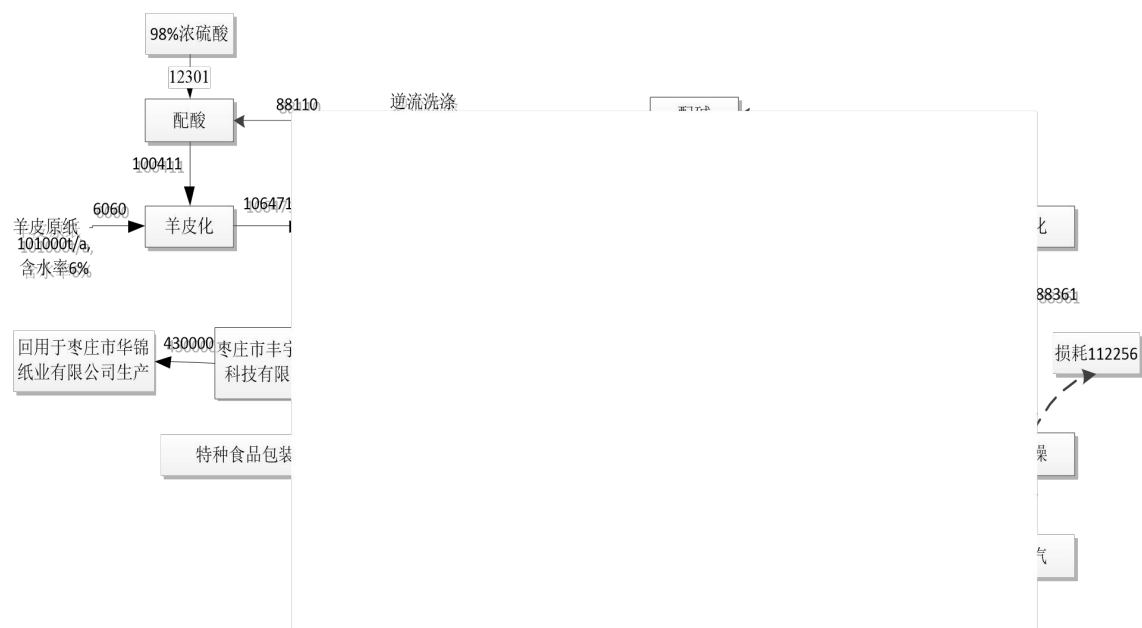 98%浓硫酸
12301
88110
逆流洗涤
配酸
100411
6060
106471
羊皮原纸
101000t/a,
含水率6%
羊皮化
化
88361
回用于枣庄市华锦
纸业有限公司生产
430000
枣庄市丰宇
科技有限
损耗112256
特种食品包装
燥
汽